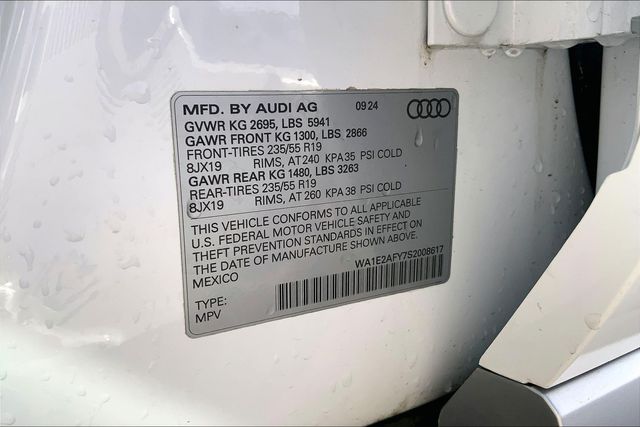 MFD. BY AUDI AG 09 24
GVWR KG 2695, LBS 5941
GAWR FRONT KG 1300, LBS 2866
FRONT-TIRES 235/55 R19
8JX19 RIMS, AT 240 KPA 35 PSI COLD
GAWR REAR KG 1480, LBS 3263
REAR-TIRES 235/55 R19
8JX19 RIMS, AT 260 KPA 38 PSI COLD
THIS VEHICLE CONFORMS TO ALL APPLICABLE
U.S. FEDERAL MOTOR VEHICLE SAFETY AND
THEFT PREVENTION STANDARDS IN EFFECT ON
THE DATE OF MANUFACTURE SHOWN ABOVE.
MEXICO WA1E2AFY7S2008617
TYPE:
MPV